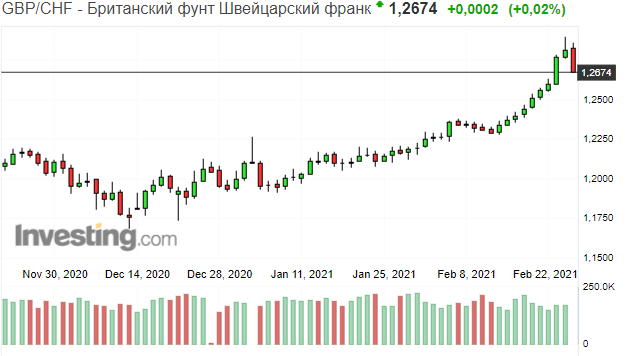 GBP/CHF - Британский фунт Швейцарский франк 1,2674 +0,0002 (+0,02%)
1,2674
1,2500
1,2250
1,2000
1,1750
1,1500
Investing.com
Nov 30, 2020 Dec 14, 2020 Dec 28, 2020 Jan 11, 2021 Jan 25, 2021 Feb 8, 2021 Feb 22, 2021
250.0K
0